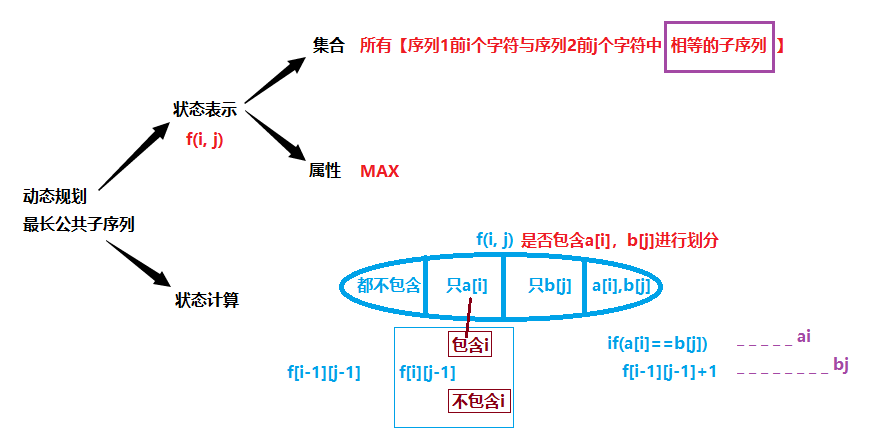 集合 所有【序列1前i个字符与序列2前j个字符中 相等的子序列 】
状态表示
f(i, j)
属性 MAX
动态规划
最长公共子序列
f(i, j) 是否包含a[i]，b[j]进行划分
状态计算
都不包含 只a[i] 只b[j] a[i],b[j]
包含i
if(a[i]==b[j]) _ _ _ _ _ ai
f[i-1][j-1] f[i][j-1] f[i-1][j-1]+1 _ _ _ _ _ _ _ _ bj
不包含i